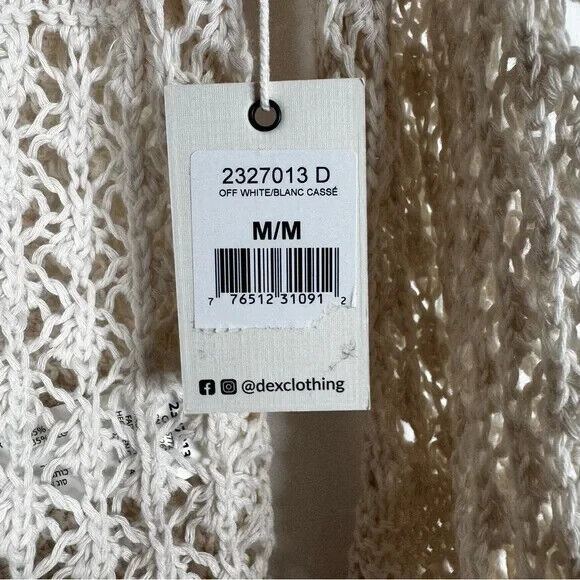 2327013 D
OFF WHITE/BLANC CASSÉ
M/M
7 76512 31091 2
@dexclothing